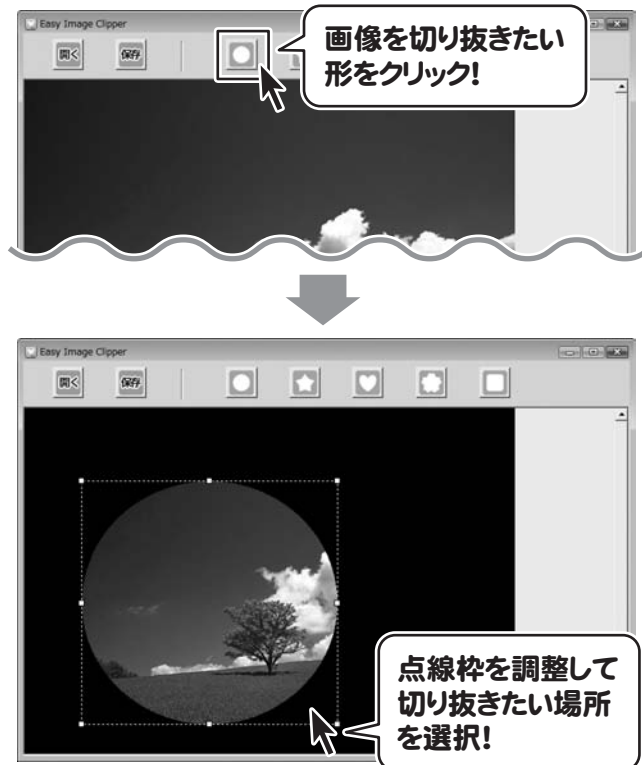 Easy Image Clipper
開く
保存
画像を切り抜きたい
形をクリック!
Easy Image Clipper
開く
保存
点線枠を調整して
切り抜きたい場所
を選択!